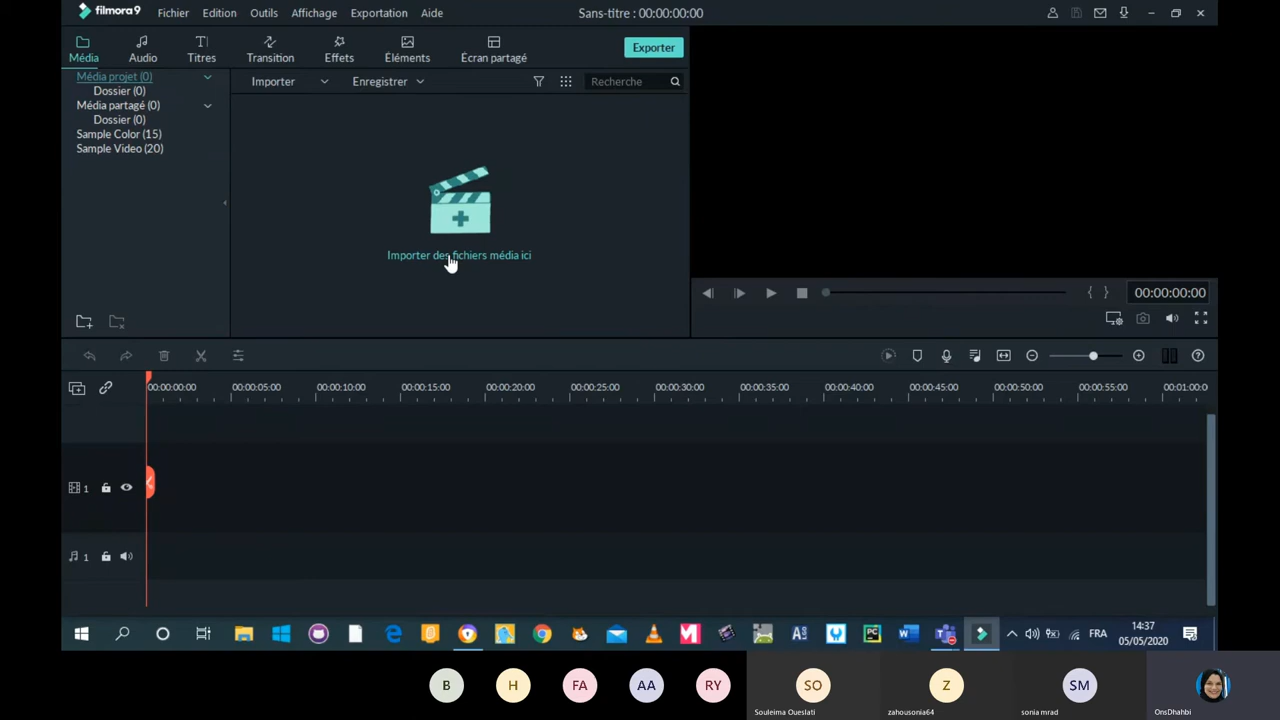 filmora9 Fichier Edition Outils Affichage Exportation Aide Sans-titre : 00:00:00:00
Média Audio Titres Transition Effets Éléments Écran partagé Exporter
Média projet (0) Importer Enregistrer Recherche
Dossier (0)
Média partagé (0)
Dossier (0)
Sample Color (15)
Sample Video (20)
Importer des fichiers média ici
00:00:00:00
00:00:00:00 00:00:05:00 00:00:10:00 00:00:15:00 00:00:20:00 00:00:25:00 00:00:30:00 00:00:35:00 00:00:40:00 00:00:45:00 00:00:50:00 00:00:55:00 00:01:00:0
1
1
FRA 14:37
05/05/2020
B H FA AA RY SO Z SM
Souleima Oueslati zahousonia64 sonia mrad OnsDhahbi